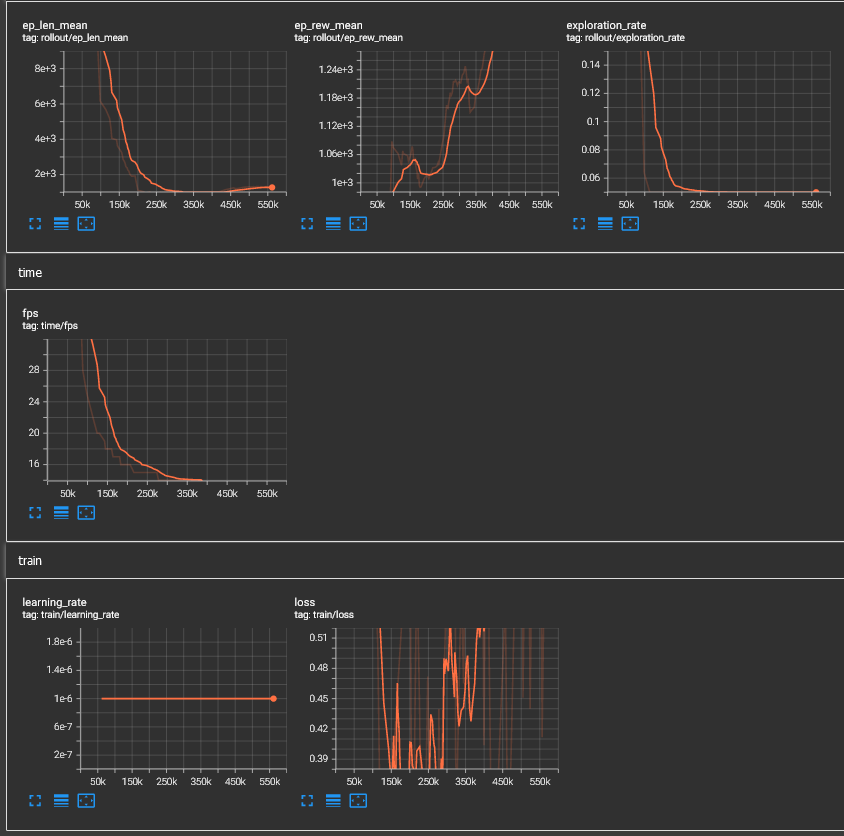 ep_len_mean
tag: rollout/ep_len_mean
8e+3
6e+3
4e+3
2e+3
50k 150k 250k 350k 450k 550k
ep_rew_mean
tag: rollout/ep_rew_mean
1.24e+3
1.18e+3
1.12e+3
1.06e+3
1e+3
50k 150k 250k 350k 450k 550k
exploration_rate
tag: rollout/exploration_rate
0.14
0.12
0.1
0.08
0.06
50k 150k 250k 350k 450k 550k
time
fps
tag: time/fps
28
24
20
16
50k 150k 250k 350k 450k 550k
train
learning_rate
tag: train/learning_rate
1.8e-6
1.4e-6
1e-6
6e-7
2e-7
50k 150k 250k 350k 450k 550k
loss
tag: train/loss
0.51
0.48
0.45
0.42
0.39
50k 150k 250k 350k 450k 550k